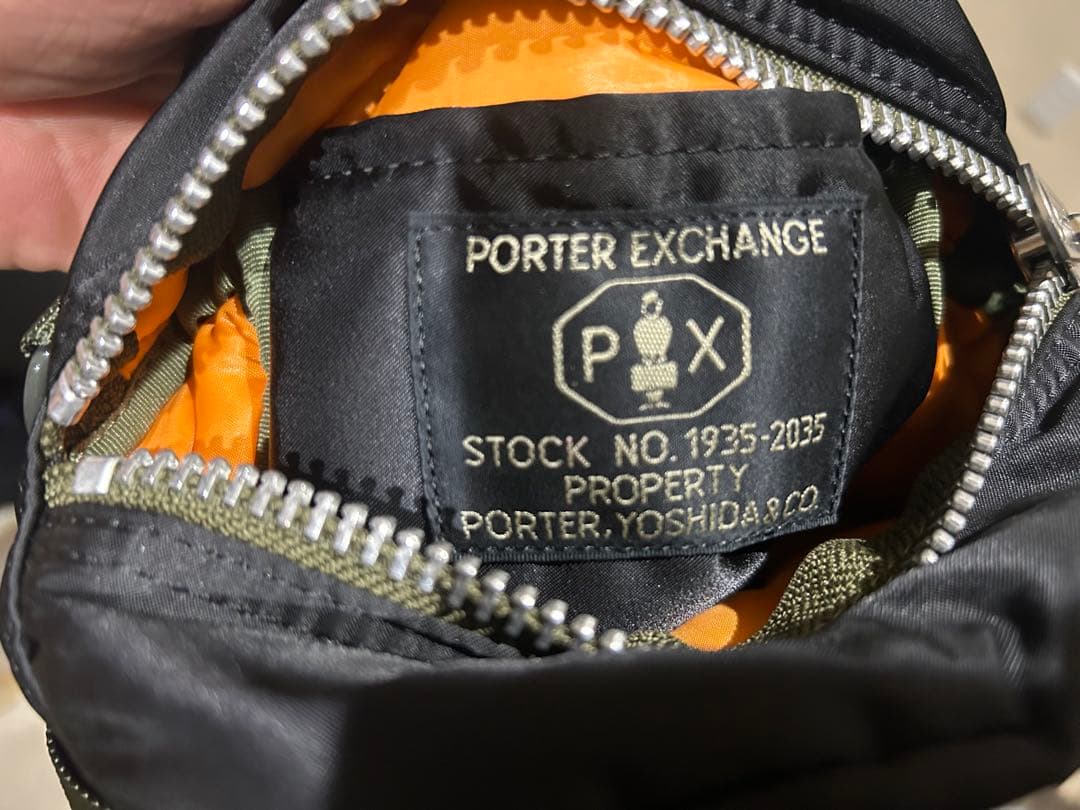 PORTER EXCHANGE
P X
STOCK NO. 1935-2035
PROPERTY
PORTER, YOSHIDA & CO.